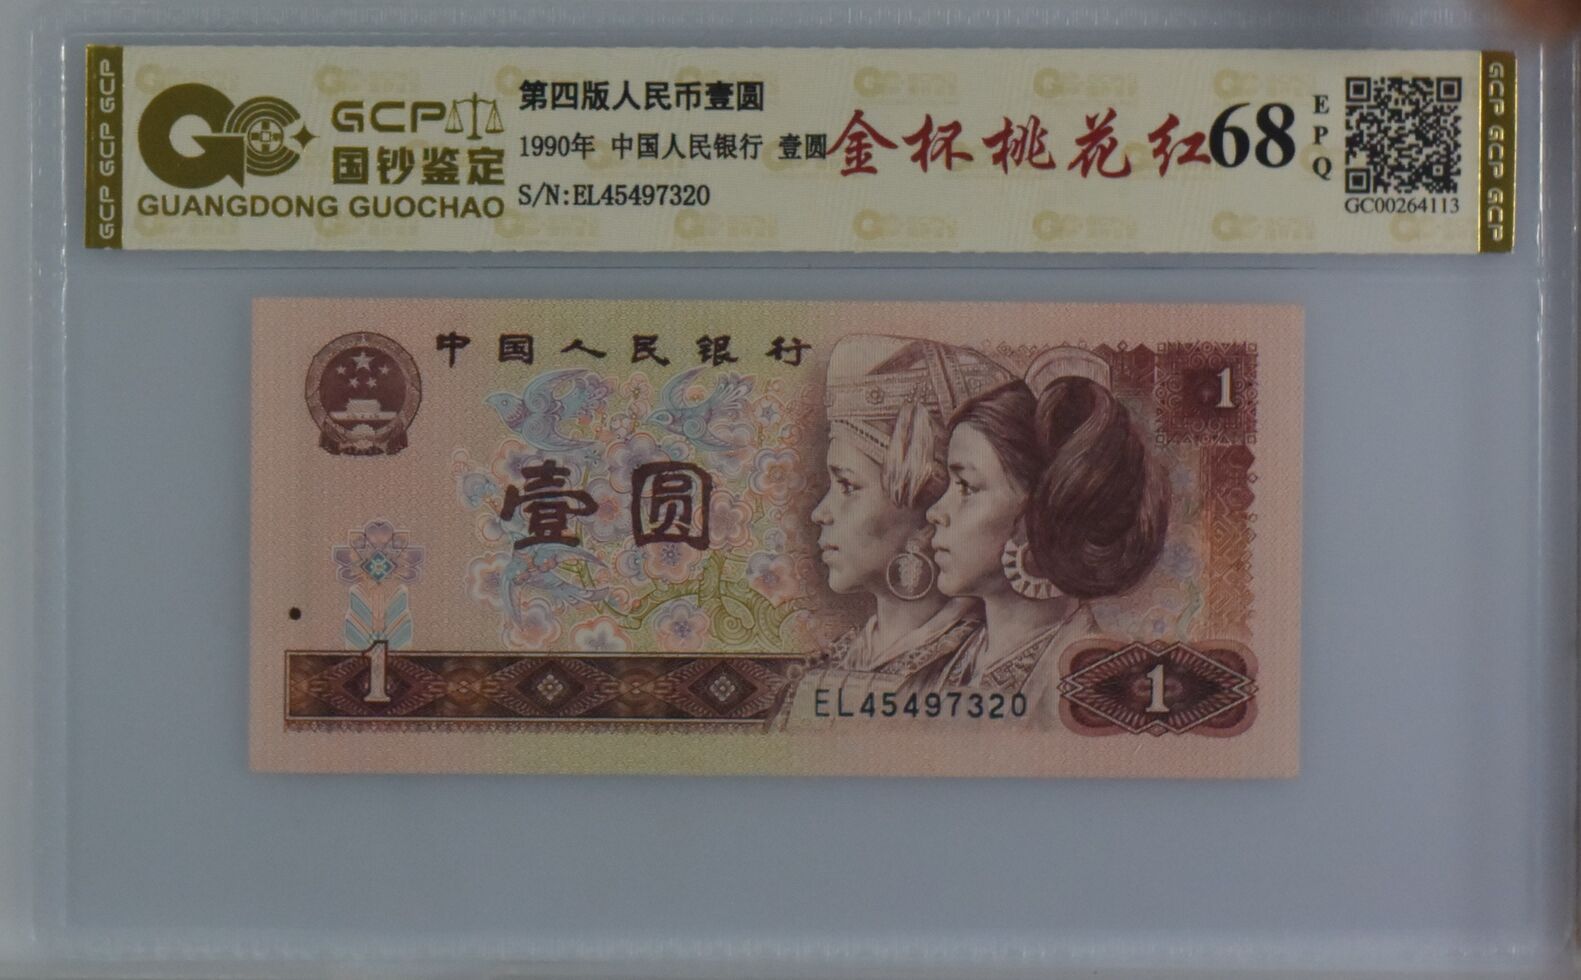 GCP GCP GCP
GCP
国钞鉴定
GUANGDONG GUOCHAO
第四版人民币壹圆
1990年 中国人民银行 壹圆
S/N:EL45497320
金杯桃花红
68
EPQ
GC00264113
GCP GCP GCP
中国人民银行
1
壹圆
1
EL45497320
1